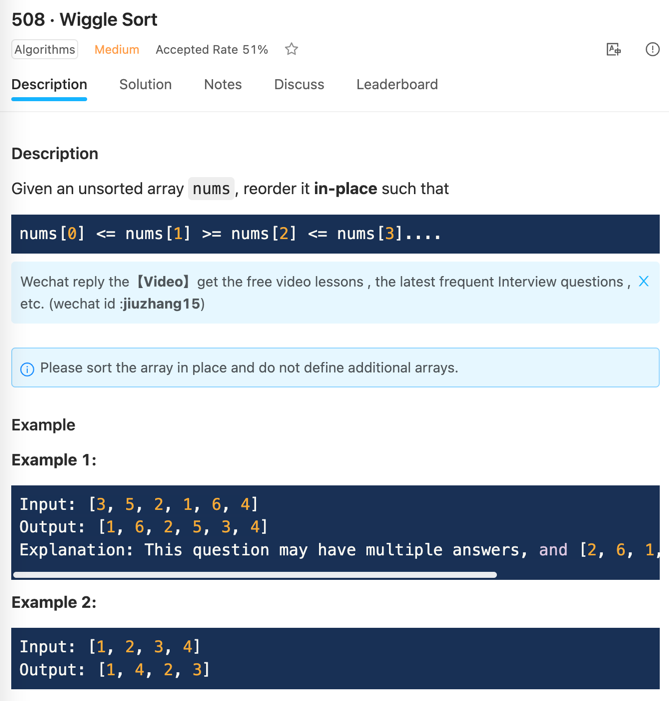 508 · Wiggle Sort
Algorithms Medium Accepted Rate 51%
Description Solution Notes Discuss Leaderboard
Description
Given an unsorted array nums , reorder it in-place such that
nums[0] <= nums[1] >= nums[2] <= nums[3]....
Wechat reply the【Video】get the free video lessons , the latest frequent Interview questions ,
etc. (wechat id :jiuzhang15)
Please sort the array in place and do not define additional arrays.
Example
Example 1:
Input: [3, 5, 2, 1, 6, 4]
Output: [1, 6, 2, 5, 3, 4]
Explanation: This question may have multiple answers, and [2, 6, 1,
Example 2:
Input: [1, 2, 3, 4]
Output: [1, 4, 2, 3]